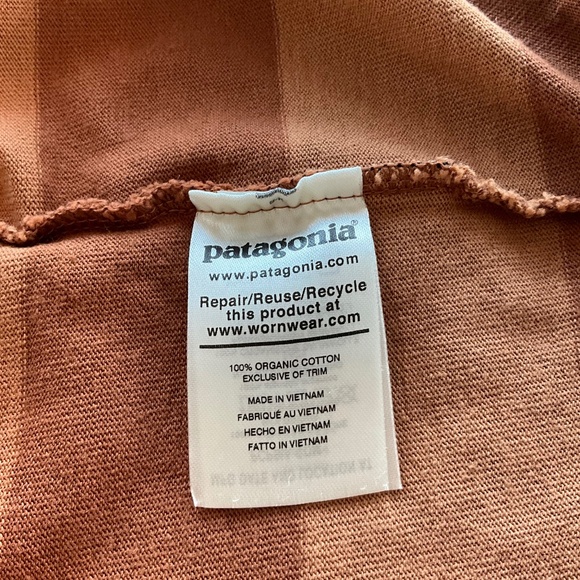 patagonia®
www.patagonia.com
Repair/Reuse/Recycle
this product at
www.wornwear.com
100% ORGANIC COTTON
EXCLUSIVE OF TRIM
MADE IN VIETNAM
FABRIQUÉ AU VIETNAM
HECHO EN VIETNAM
FATTO IN VIETNAM